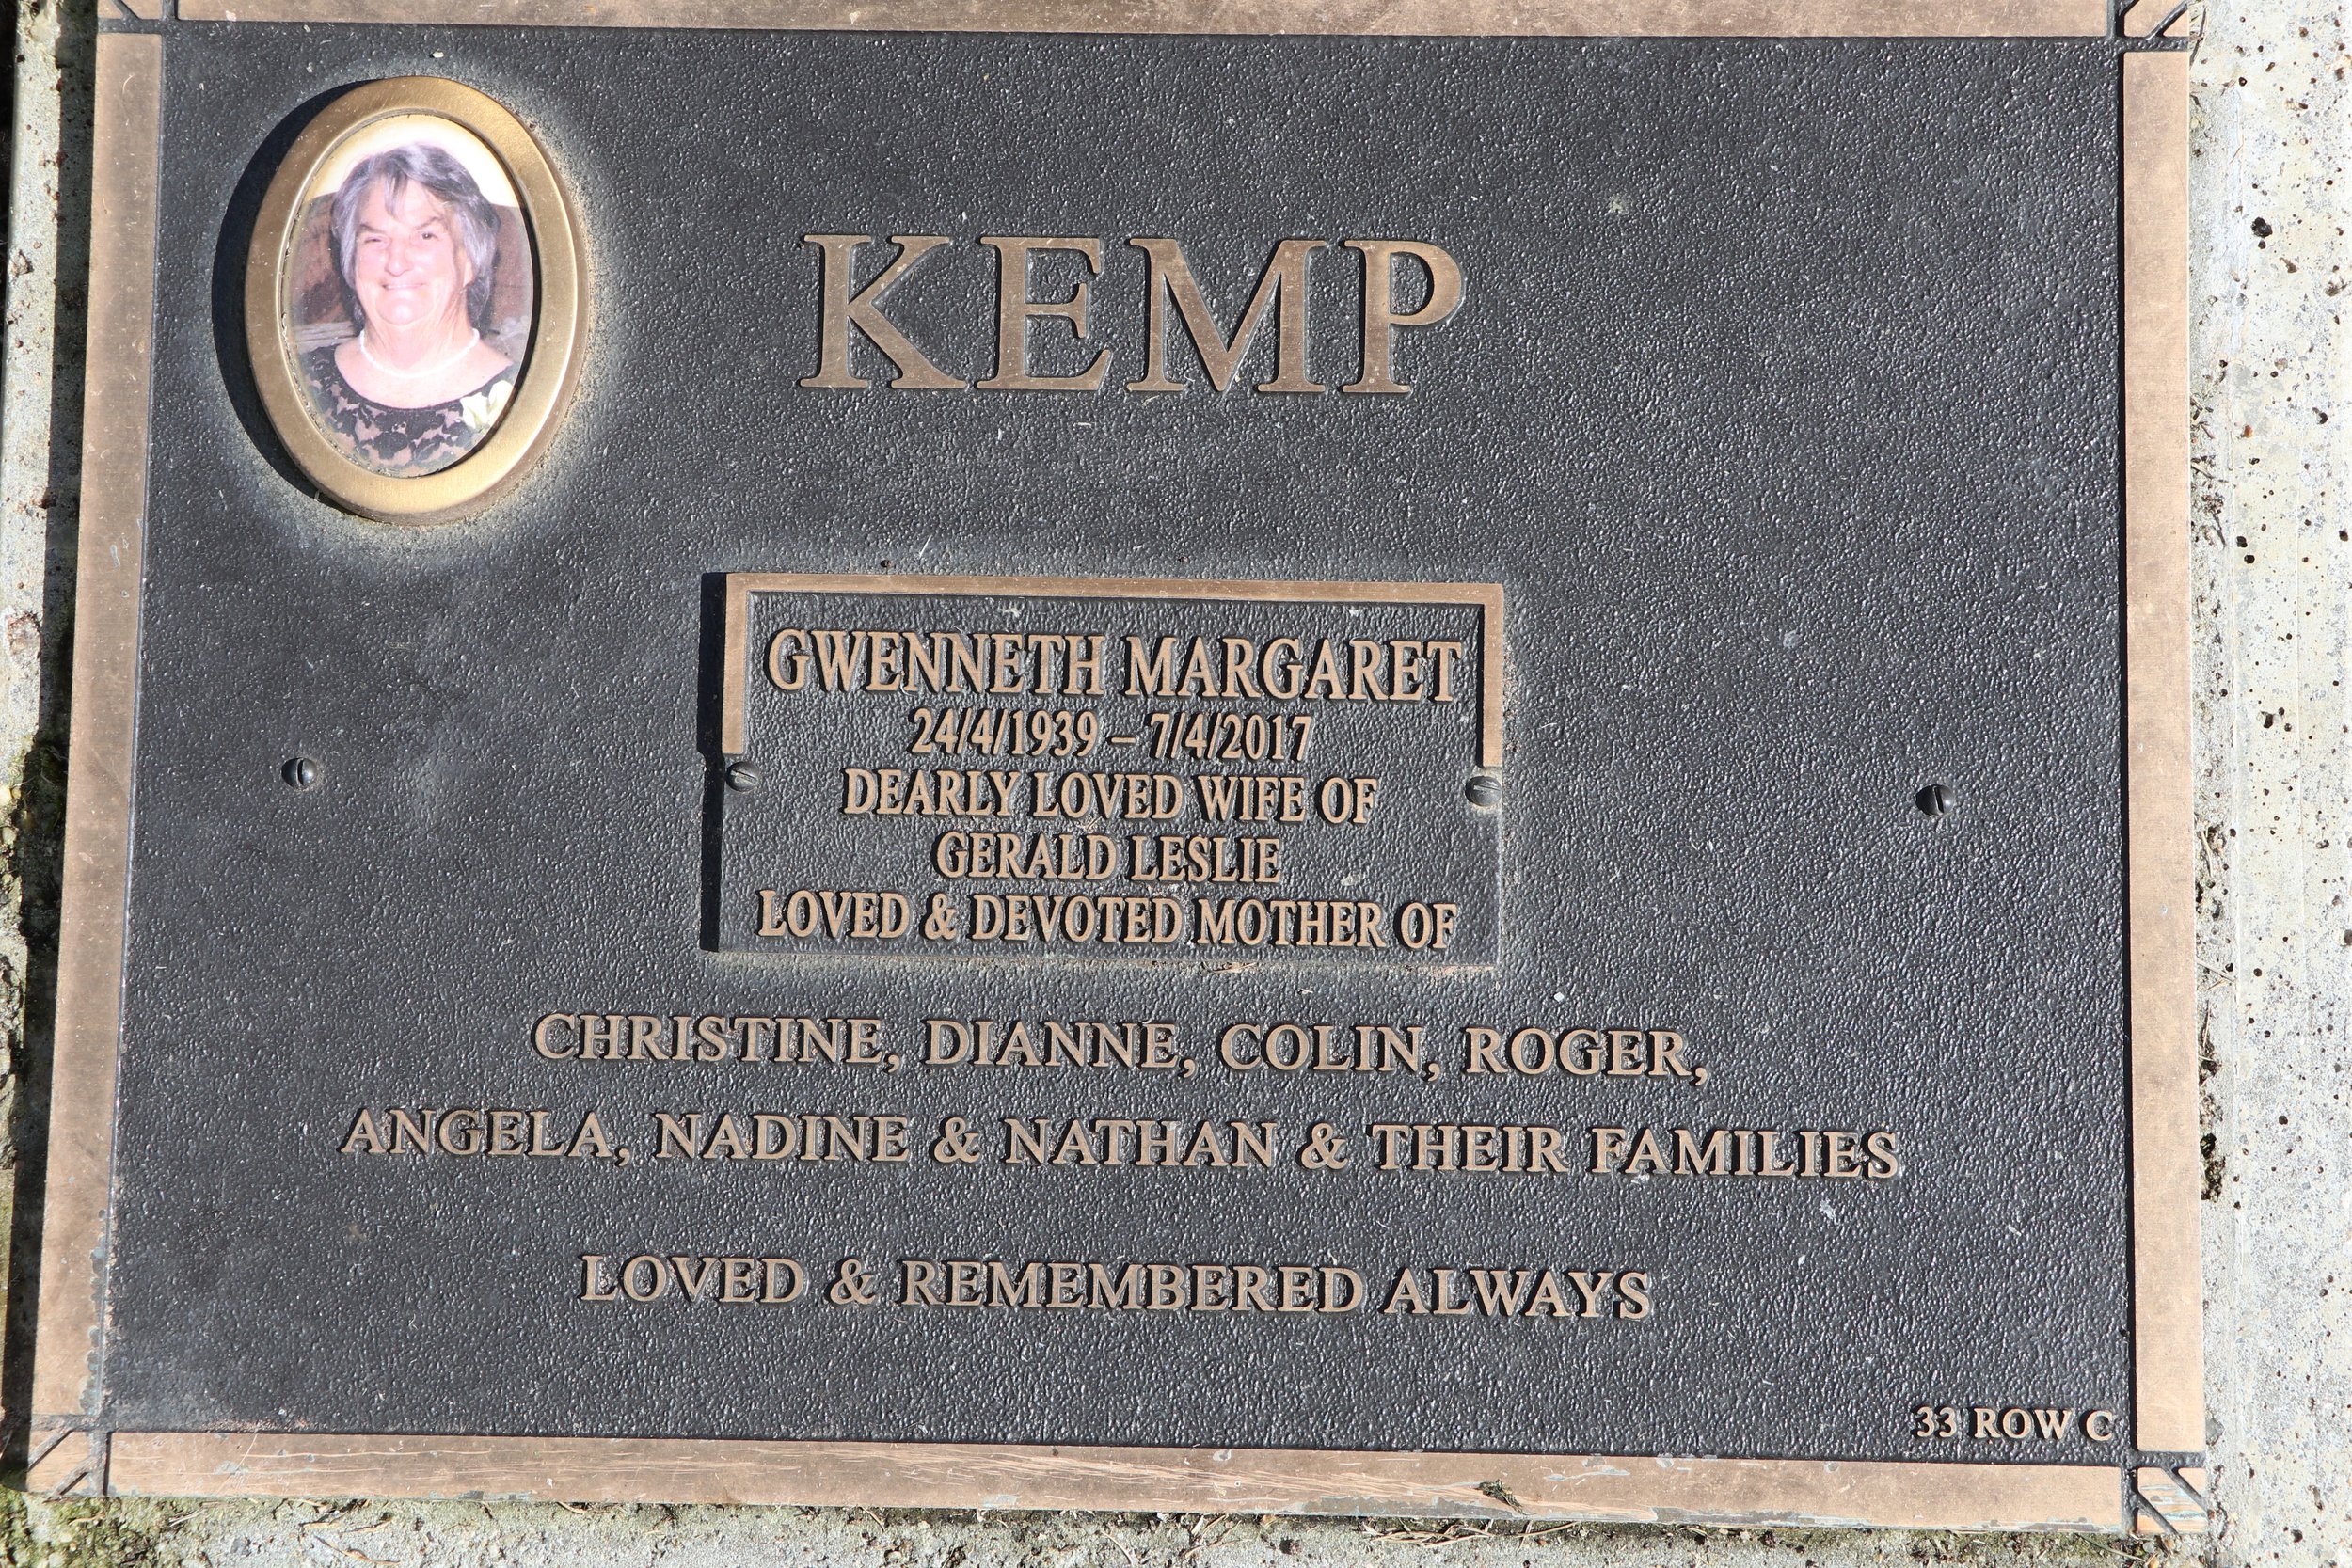 KEMP
GWENNETH MARGARET
24/4/1939 – 7/4/2017
DEARLY LOVED WIFE OF
GERALD LESLIE
LOVED & DEVOTED MOTHER OF
CHRISTINE, DIANNE, COLIN, ROGER,
ANGELA, NADINE & NATHAN & THEIR FAMILIES
LOVED & REMEMBERED ALWAYS
33 ROW C